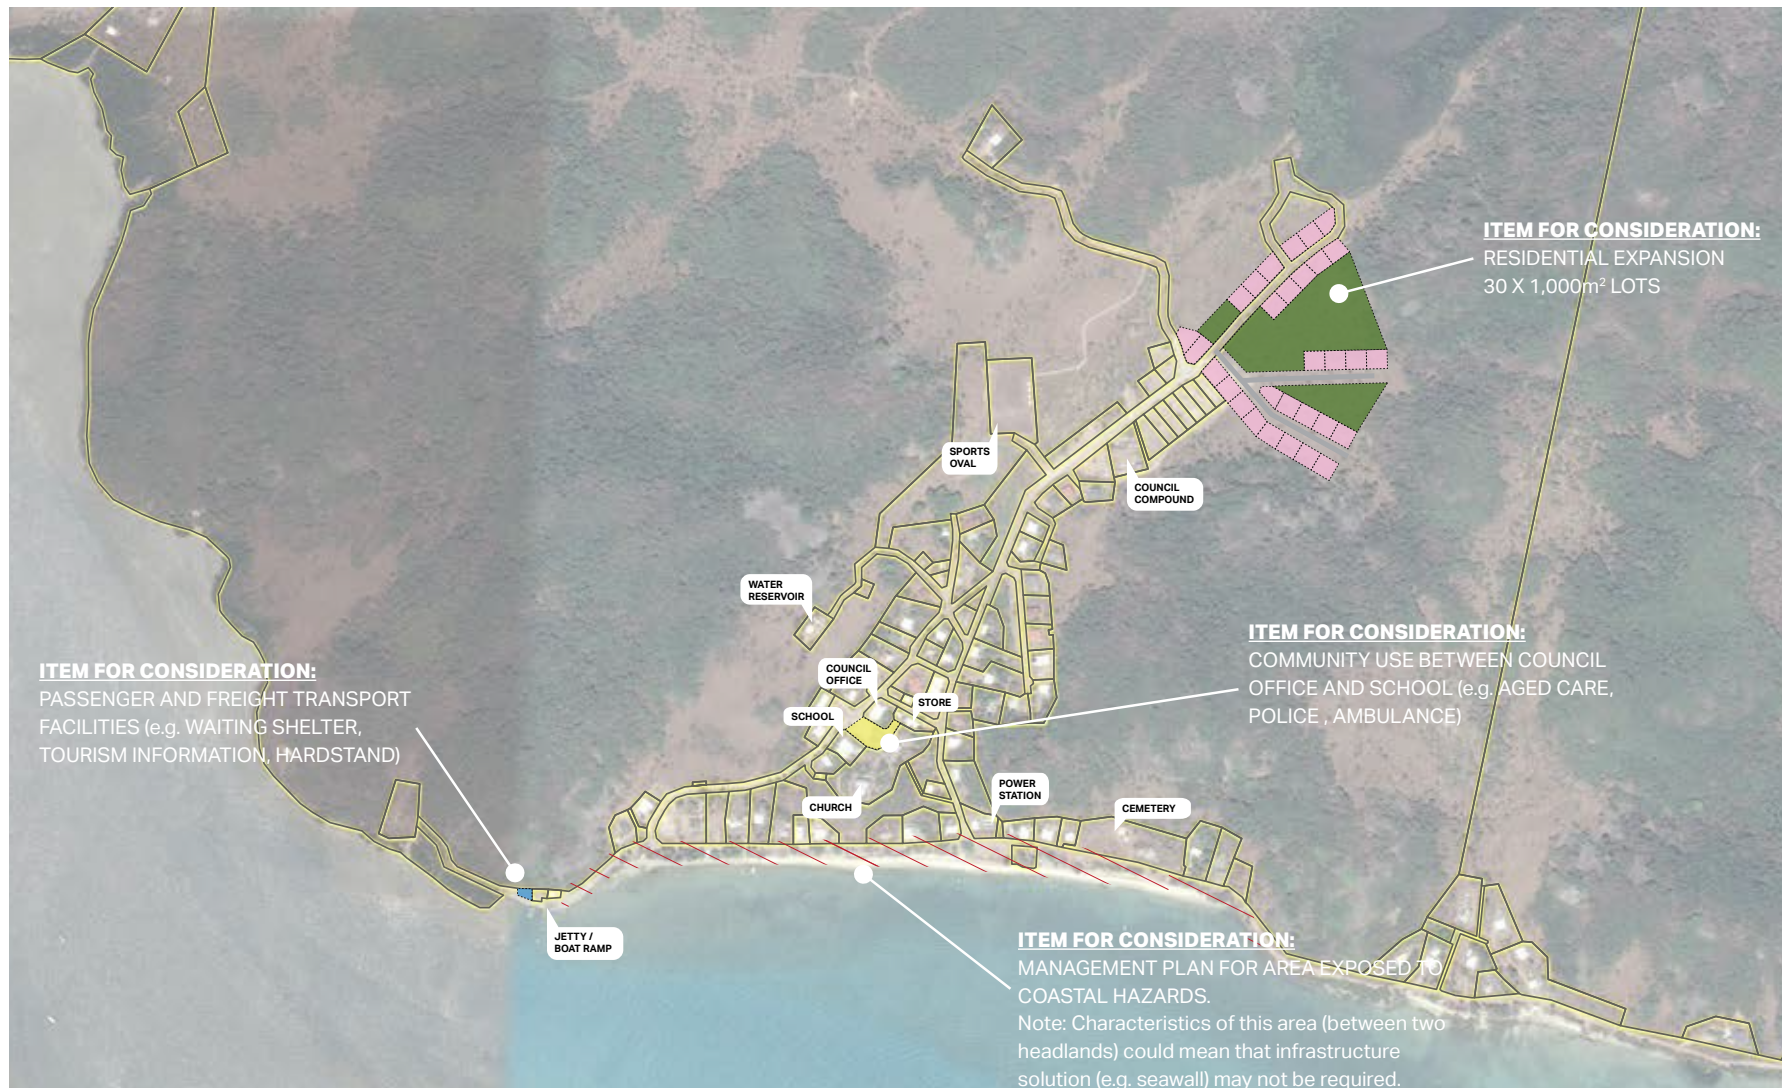 ITEM FOR CONSIDERATION:
RESIDENTIAL EXPANSION
30 X 1,000m² LOTS
SPORTS
OVAL
COUNCIL
COMPOUND
WATER
RESERVOIR
ITEM FOR CONSIDERATION:
COMMUNITY USE BETWEEN COUNCIL
OFFICE AND SCHOOL (e.g. AGED CARE,
POLICE , AMBULANCE)
ITEM FOR CONSIDERATION:
PASSENGER AND FREIGHT TRANSPORT
FACILITIES (e.g. WAITING SHELTER,
TOURISM INFORMATION, HARDSTAND)
COUNCIL
OFFICE
STORE
SCHOOL
POWER
STATION
CHURCH
CEMETERY
JETTY /
BOAT RAMP
ITEM FOR CONSIDERATION:
MANAGEMENT PLAN FOR AREA EXPOSED TO
COASTAL HAZARDS.
Note: Characteristics of this area (between two
headlands) could mean that infrastructure
solution (e.g. seawall) may not be required.